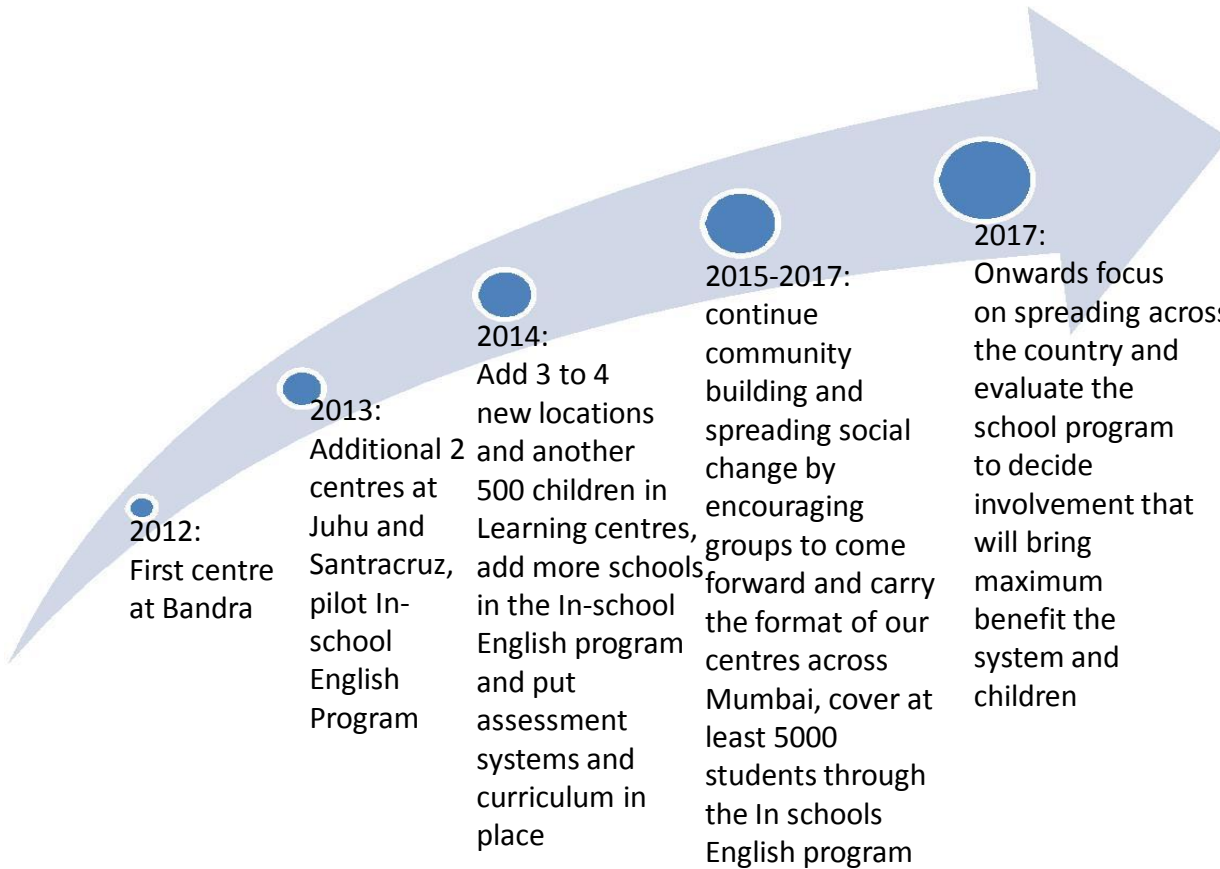 2012:
First centre
at Bandra
2013:
Additional 2
centres at
Juhu and
Santracruz,
pilot In-
school
English
Program
2014:
Add 3 to 4
new locations
and another
500 children in
Learning centres,
add more schools
in the In-school
English program
and put
assessment
systems and
curriculum in
place
2015-2017:
continue
community
building and
spreading social
change by
encouraging
groups to come
forward and carry
the format of our
centres across
Mumbai, cover at
least 5000
students through
the In schools
English program
2017:
Onwards focus
on spreading across
the country and
evaluate the
school program
to decide
involvement that
will bring
maximum
benefit the
system and
children